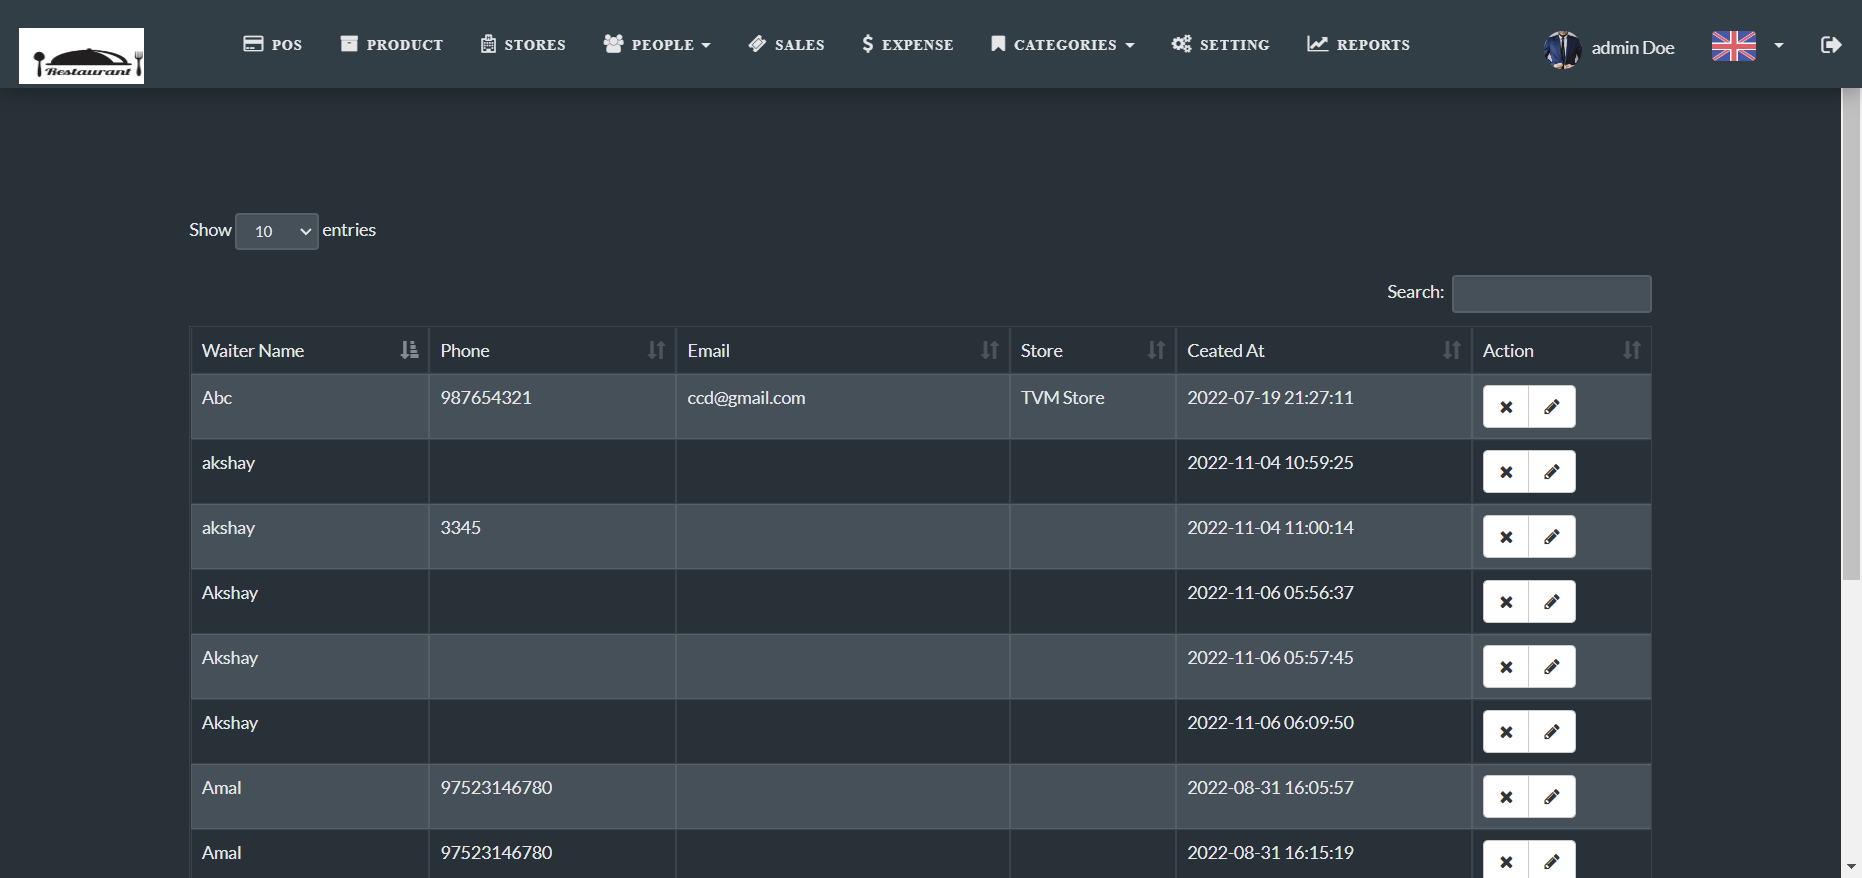 Restaurant
POS PRODUCT STORES PEOPLE SALES EXPENSE CATEGORIES SETTING REPORTS admin Doe
Show 10 entries
Search:
Waiter Name Phone Email Store Ceated At Action
Abc 987654321 ccd@gmail.com TVM Store 2022-07-19 21:27:11
akshay 2022-11-04 10:59:25
akshay 3345 2022-11-04 11:00:14
Akshay 2022-11-06 05:56:37
Akshay 2022-11-06 05:57:45
Akshay 2022-11-06 06:09:50
Amal 97523146780 2022-08-31 16:05:57
Amal 97523146780 2022-08-31 16:15:19